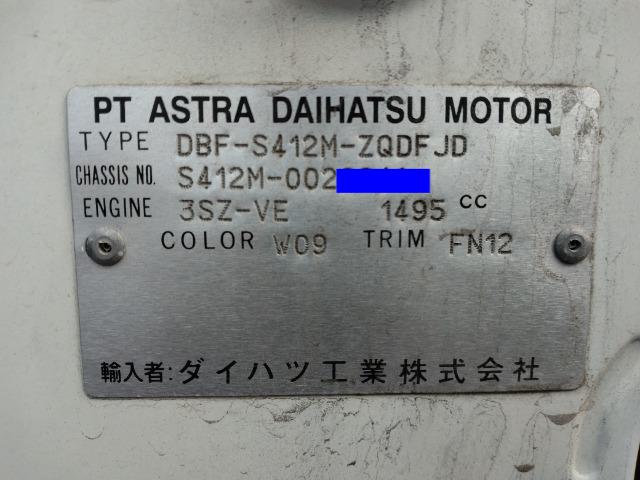 PT ASTRA DAIHATSU MOTOR
TYPE DBF-S412M-ZQDFJD
CHASSIS NO. S412M-002
ENGINE 3SZ-VE 1495 cc
COLOR W09 TRIM FN12
輸入者:ダイハツ工業株式会社